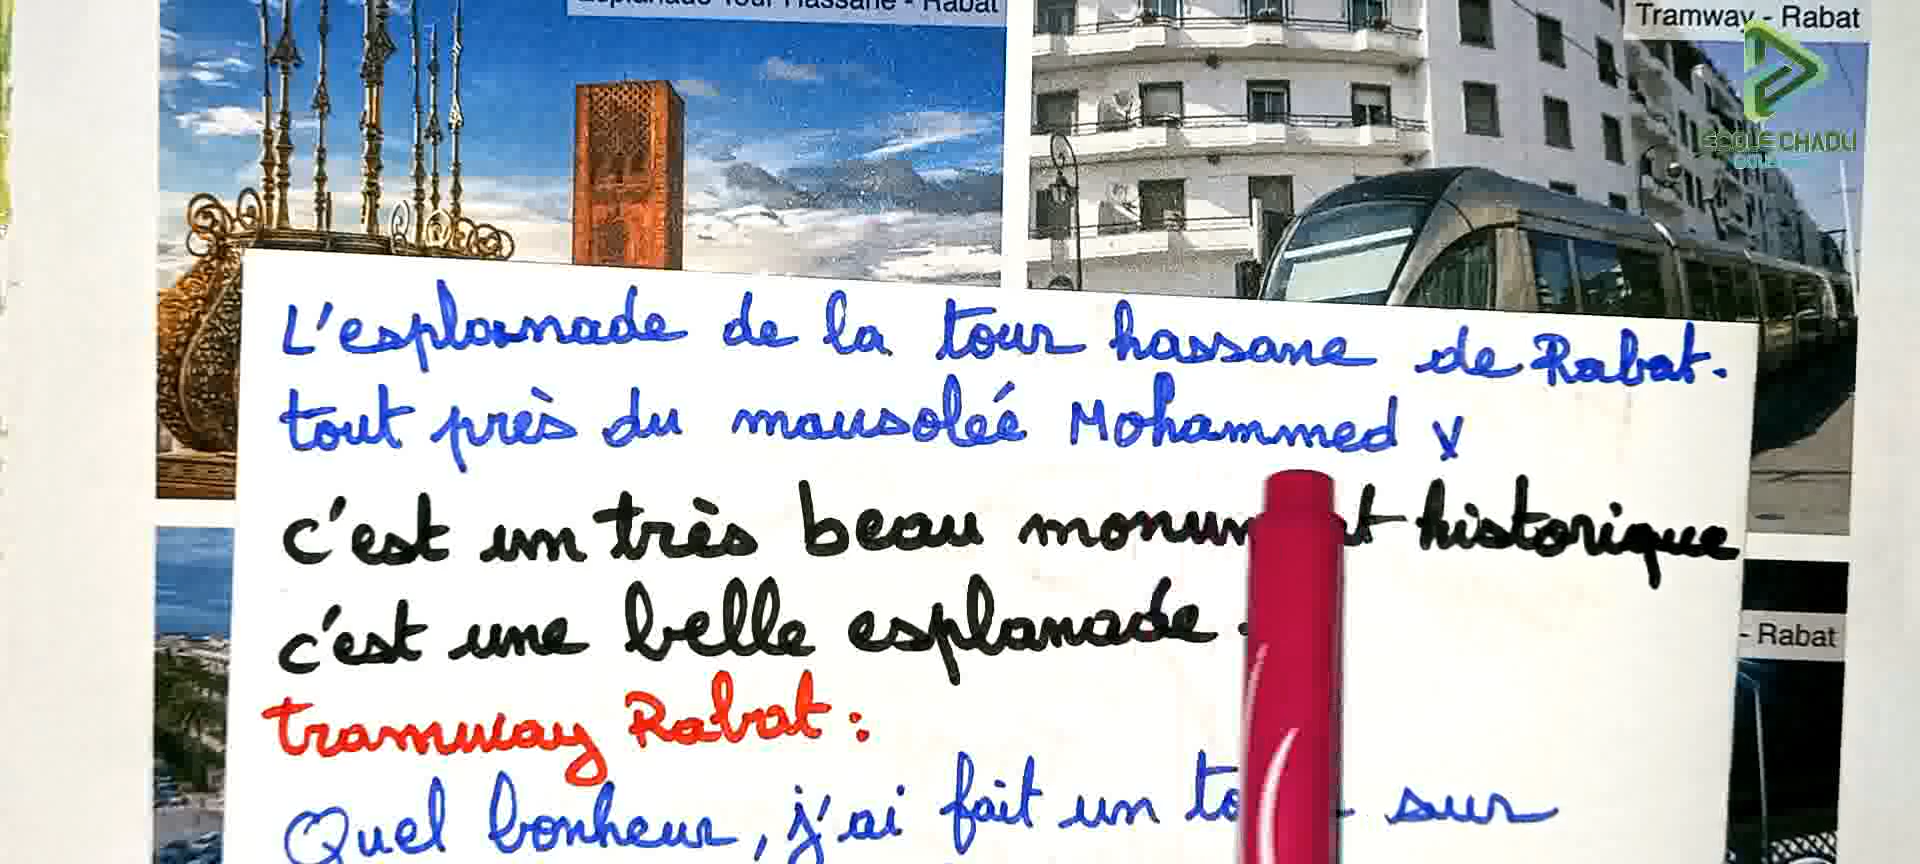 Esplanade Tour Hassane - Rabat
Tramway - Rabat
ECOLE CHADLI
L'esplanade de la tour hassane de Rabat.
tout près du mausoleé Mohammed V
c'est un très beau monum t historique
c'est une belle esplanade.
- Rabat
tramway Rabat:
Quel bonheur, j'ai fait un to sur